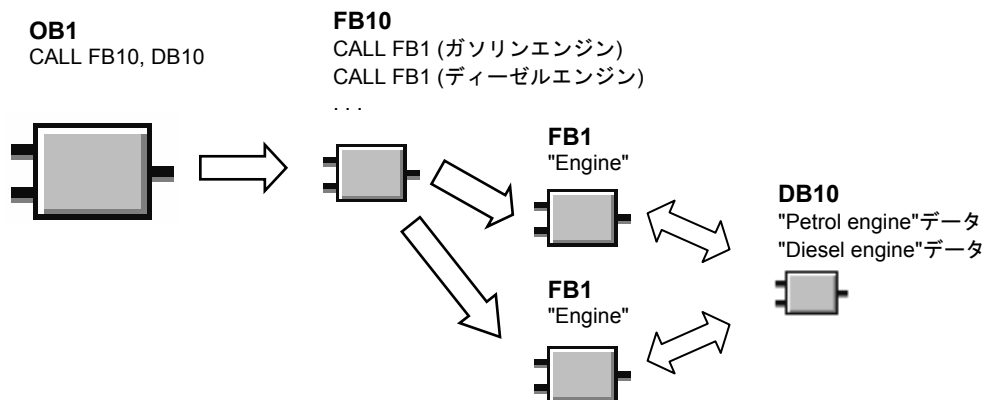 OB1
CALL FB10, DB10
FB10
CALL FB1 (ガソリンエンジン)
CALL FB1 (ディーゼルエンジン)
. . .
FB1
"Engine"
FB1
"Engine"
DB10
"Petrol engine"データ
"Diesel engine"データ